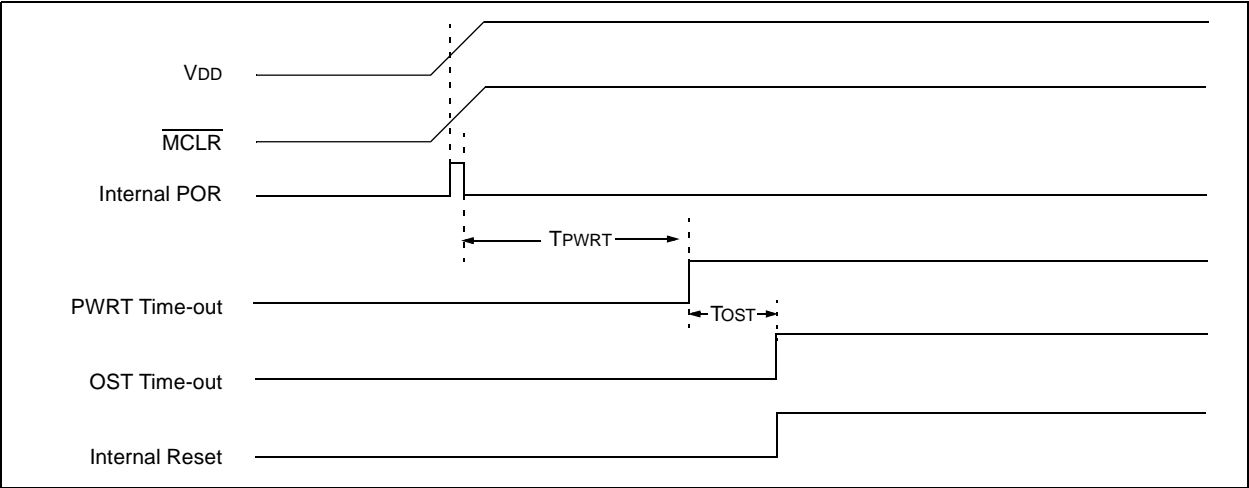 VDD
MCLR
Internal POR
TPWRT
PWRT Time-out
TOST
OST Time-out
Internal Reset